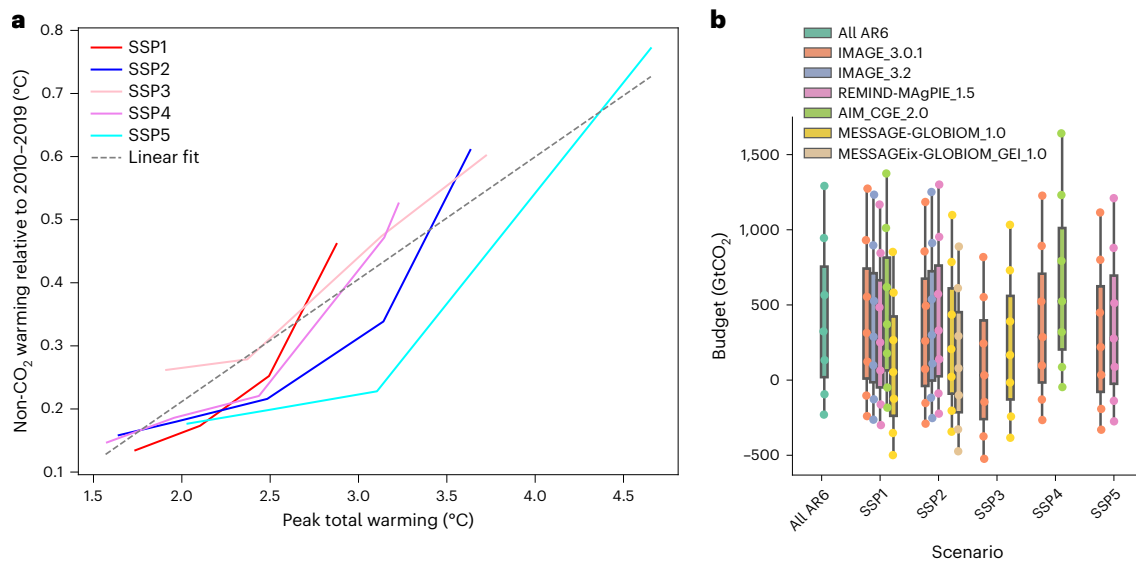 a
0.8
0.7
0.6
0.5
0.4
0.3
0.2
0.1
Non-CO₂ warming relative to 2010–2019 (°C)
SSP1
SSP2
SSP3
SSP4
SSP5
Linear fit
1.5 2.0 2.5 3.0 3.5 4.0 4.5
Peak total warming (°C)
b
All AR6
IMAGE_3.0.1
IMAGE_3.2
REMIND-MAgPIE_1.5
AIM_CGE_2.0
MESSAGE-GLOBIOM_1.0
MESSAGEix-GLOBIOM_GEI_1.0
1,500
1,000
500
0
–500
Budget (GtCO₂)
All AR6 SSP1 SSP2 SSP3 SSP4 SSP5
Scenario